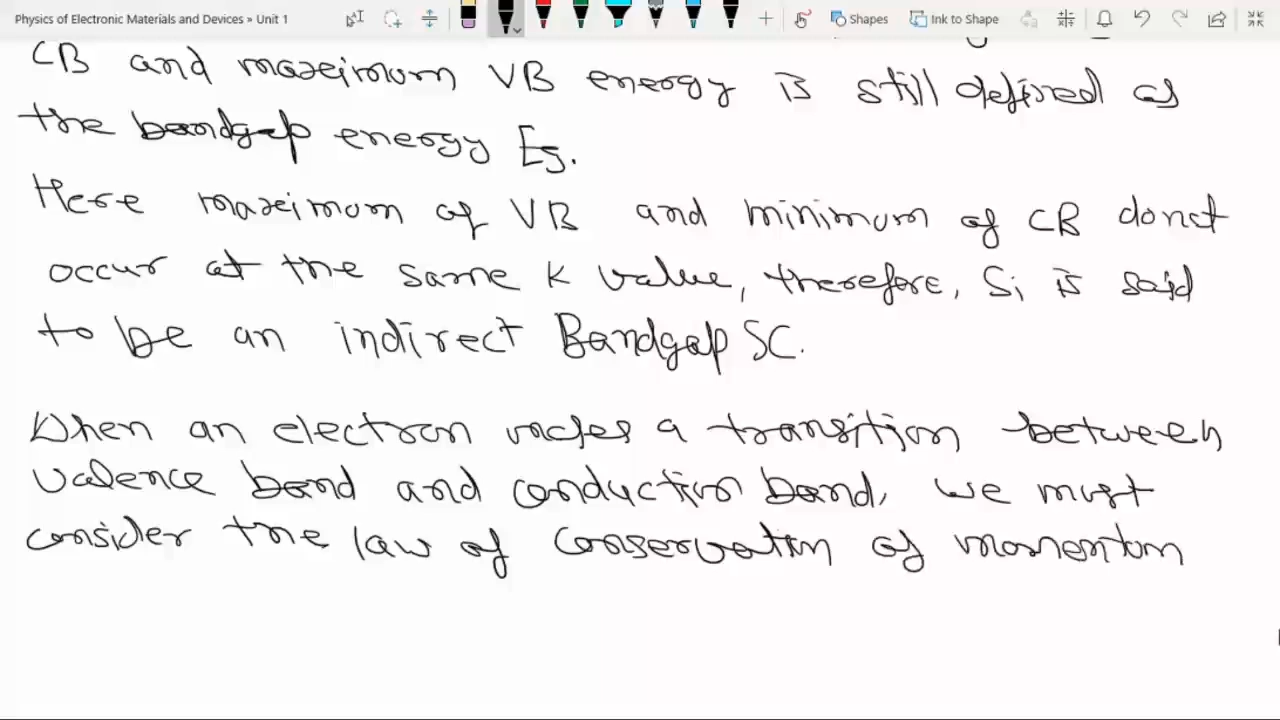 Physics of Electronic Materials and Devices » Unit 1
Shapes
Ink to Shape
CB and maximum VB energy is still defined as
the bandgap energy Eg.
Here maximum of VB and minimum of CB donot
occur at the same K value, therefore, Si is said
to be an indirect Bandgap SC.
When an electron makes a transition between
valence band and conduction band, we must
consider the law of conservation of momentum